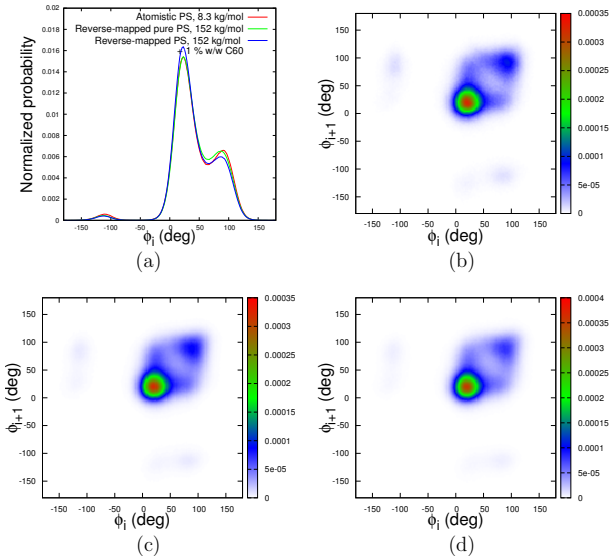 Atomistic PS, 8.3 kg/mol
Reverse-mapped pure PS, 152 kg/mol
Reverse-mapped PS, 152 kg/mol
+ 1 % w/w C60
Normalized probability
0.02
0.018
0.016
0.014
0.012
0.01
0.008
0.006
0.004
0.002
0
-150 -100 -50 0 50 100 150
ϕi (deg)
(a)
ϕi+1 (deg)
150
100
50
0
-50
-100
-150
-150 -100 -50 0 50 100 150
ϕi (deg)
0.00035
0.0003
0.00025
0.0002
0.00015
0.0001
5e-05
0
(b)
ϕi+1 (deg)
150
100
50
0
-50
-100
-150
-150 -100 -50 0 50 100 150
ϕi (deg)
0.00035
0.0003
0.00025
0.0002
0.00015
0.0001
5e-05
0
(c)
ϕi+1 (deg)
150
100
50
0
-50
-100
-150
-150 -100 -50 0 50 100 150
ϕi (deg)
0.0004
0.00035
0.0003
0.00025
0.0002
0.00015
0.0001
5e-05
0
(d)